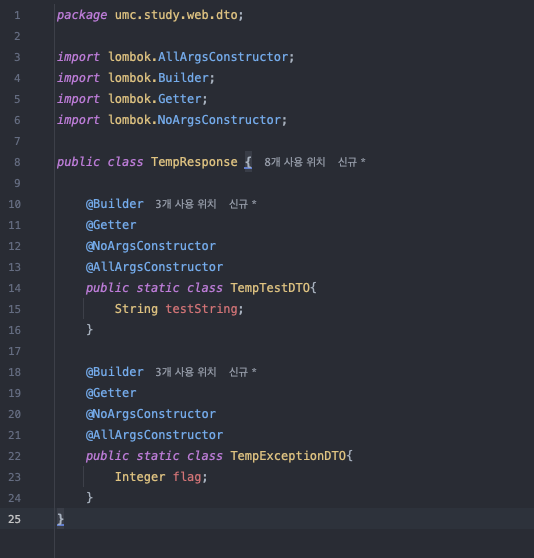 1 package umc.study.web.dto;
2
3 import lombok.AllArgsConstructor;
4 import lombok.Builder;
5 import lombok.Getter;
6 import lombok.NoArgsConstructor;
7
8 public class TempResponse { 8개 사용 위치 신규 *
9
10 @Builder 3개 사용 위치 신규 *
11 @Getter
12 @NoArgsConstructor
13 @AllArgsConstructor
14 public static class TempTestDTO{
15 String testString;
16 }
17
18 @Builder 3개 사용 위치 신규 *
19 @Getter
20 @NoArgsConstructor
21 @AllArgsConstructor
22 public static class TempExceptionDTO{
23 Integer flag;
24 }
25 }